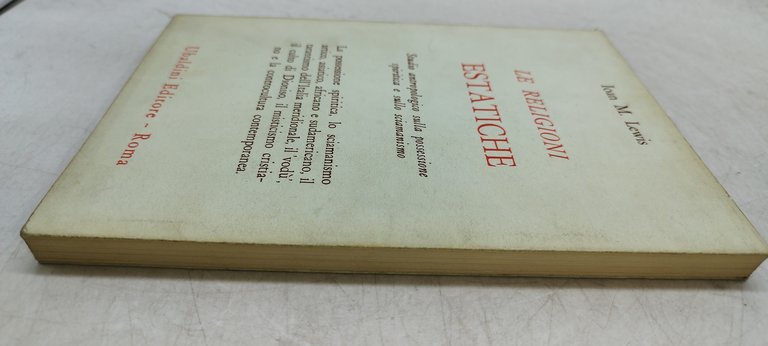 Ioan M. Lewis
LE RELIGIONI
ESTATICHE
Studio antropologico sulla possessione
spiritica e sullo sciamanismo
La possessione spiritica, lo sciamanismo
artico, asiatico, africano e sudamericano, il
tarantismo dell'Italia meridionale, il vodù,
il culto di Dioniso, il misticismo cristia-
no e la controcultura contemporanea.
Ubaldini Editore - Roma